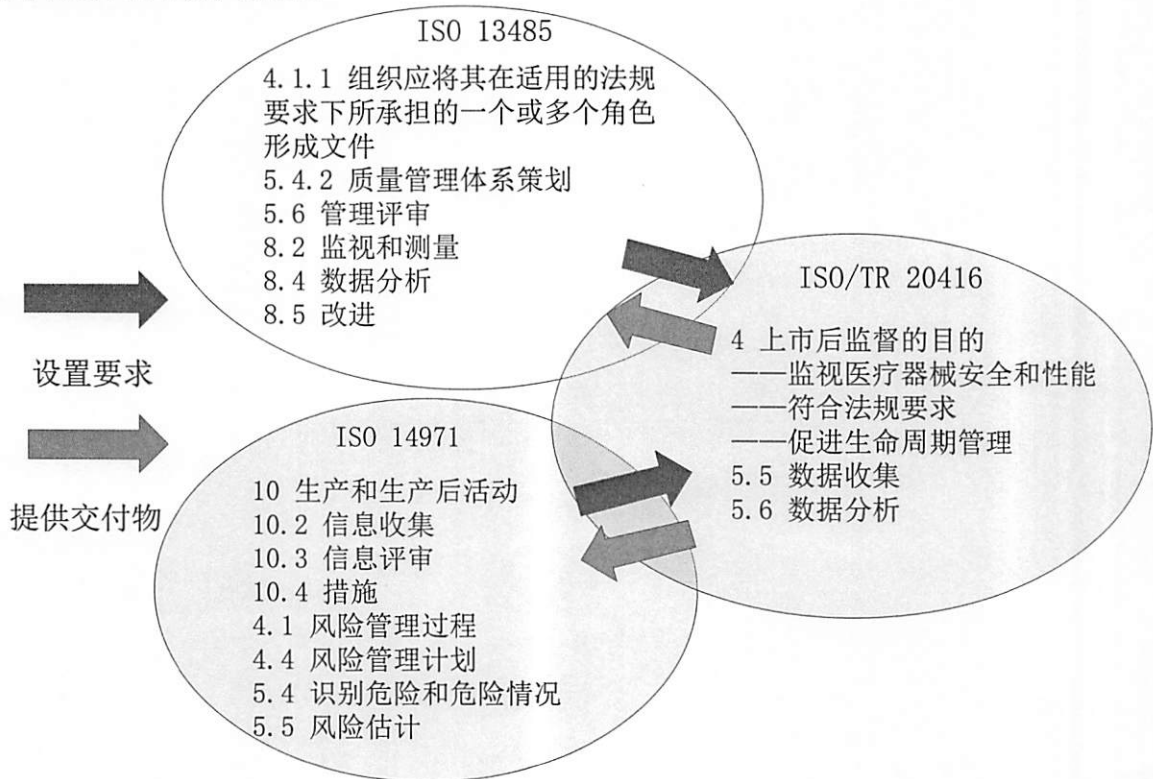 ISO 13485
4.1.1 组织应将其在适用的法规
要求下所承担的一个或多个角色
形成文件
5.4.2 质量管理体系策划
5.6 管理评审
8.2 监视和测量
8.4 数据分析
8.5 改进
设置要求
提供交付物
ISO/TR 20416
4 上市后监督的目的
——监视医疗器械安全和性能
——符合法规要求
——促进生命周期管理
5.5 数据收集
5.6 数据分析
ISO 14971
10 生产和生产后活动
10.2 信息收集
10.3 信息评审
10.4 措施
4.1 风险管理过程
4.4 风险管理计划
5.4 识别危险和危险情况
5.5 风险估计